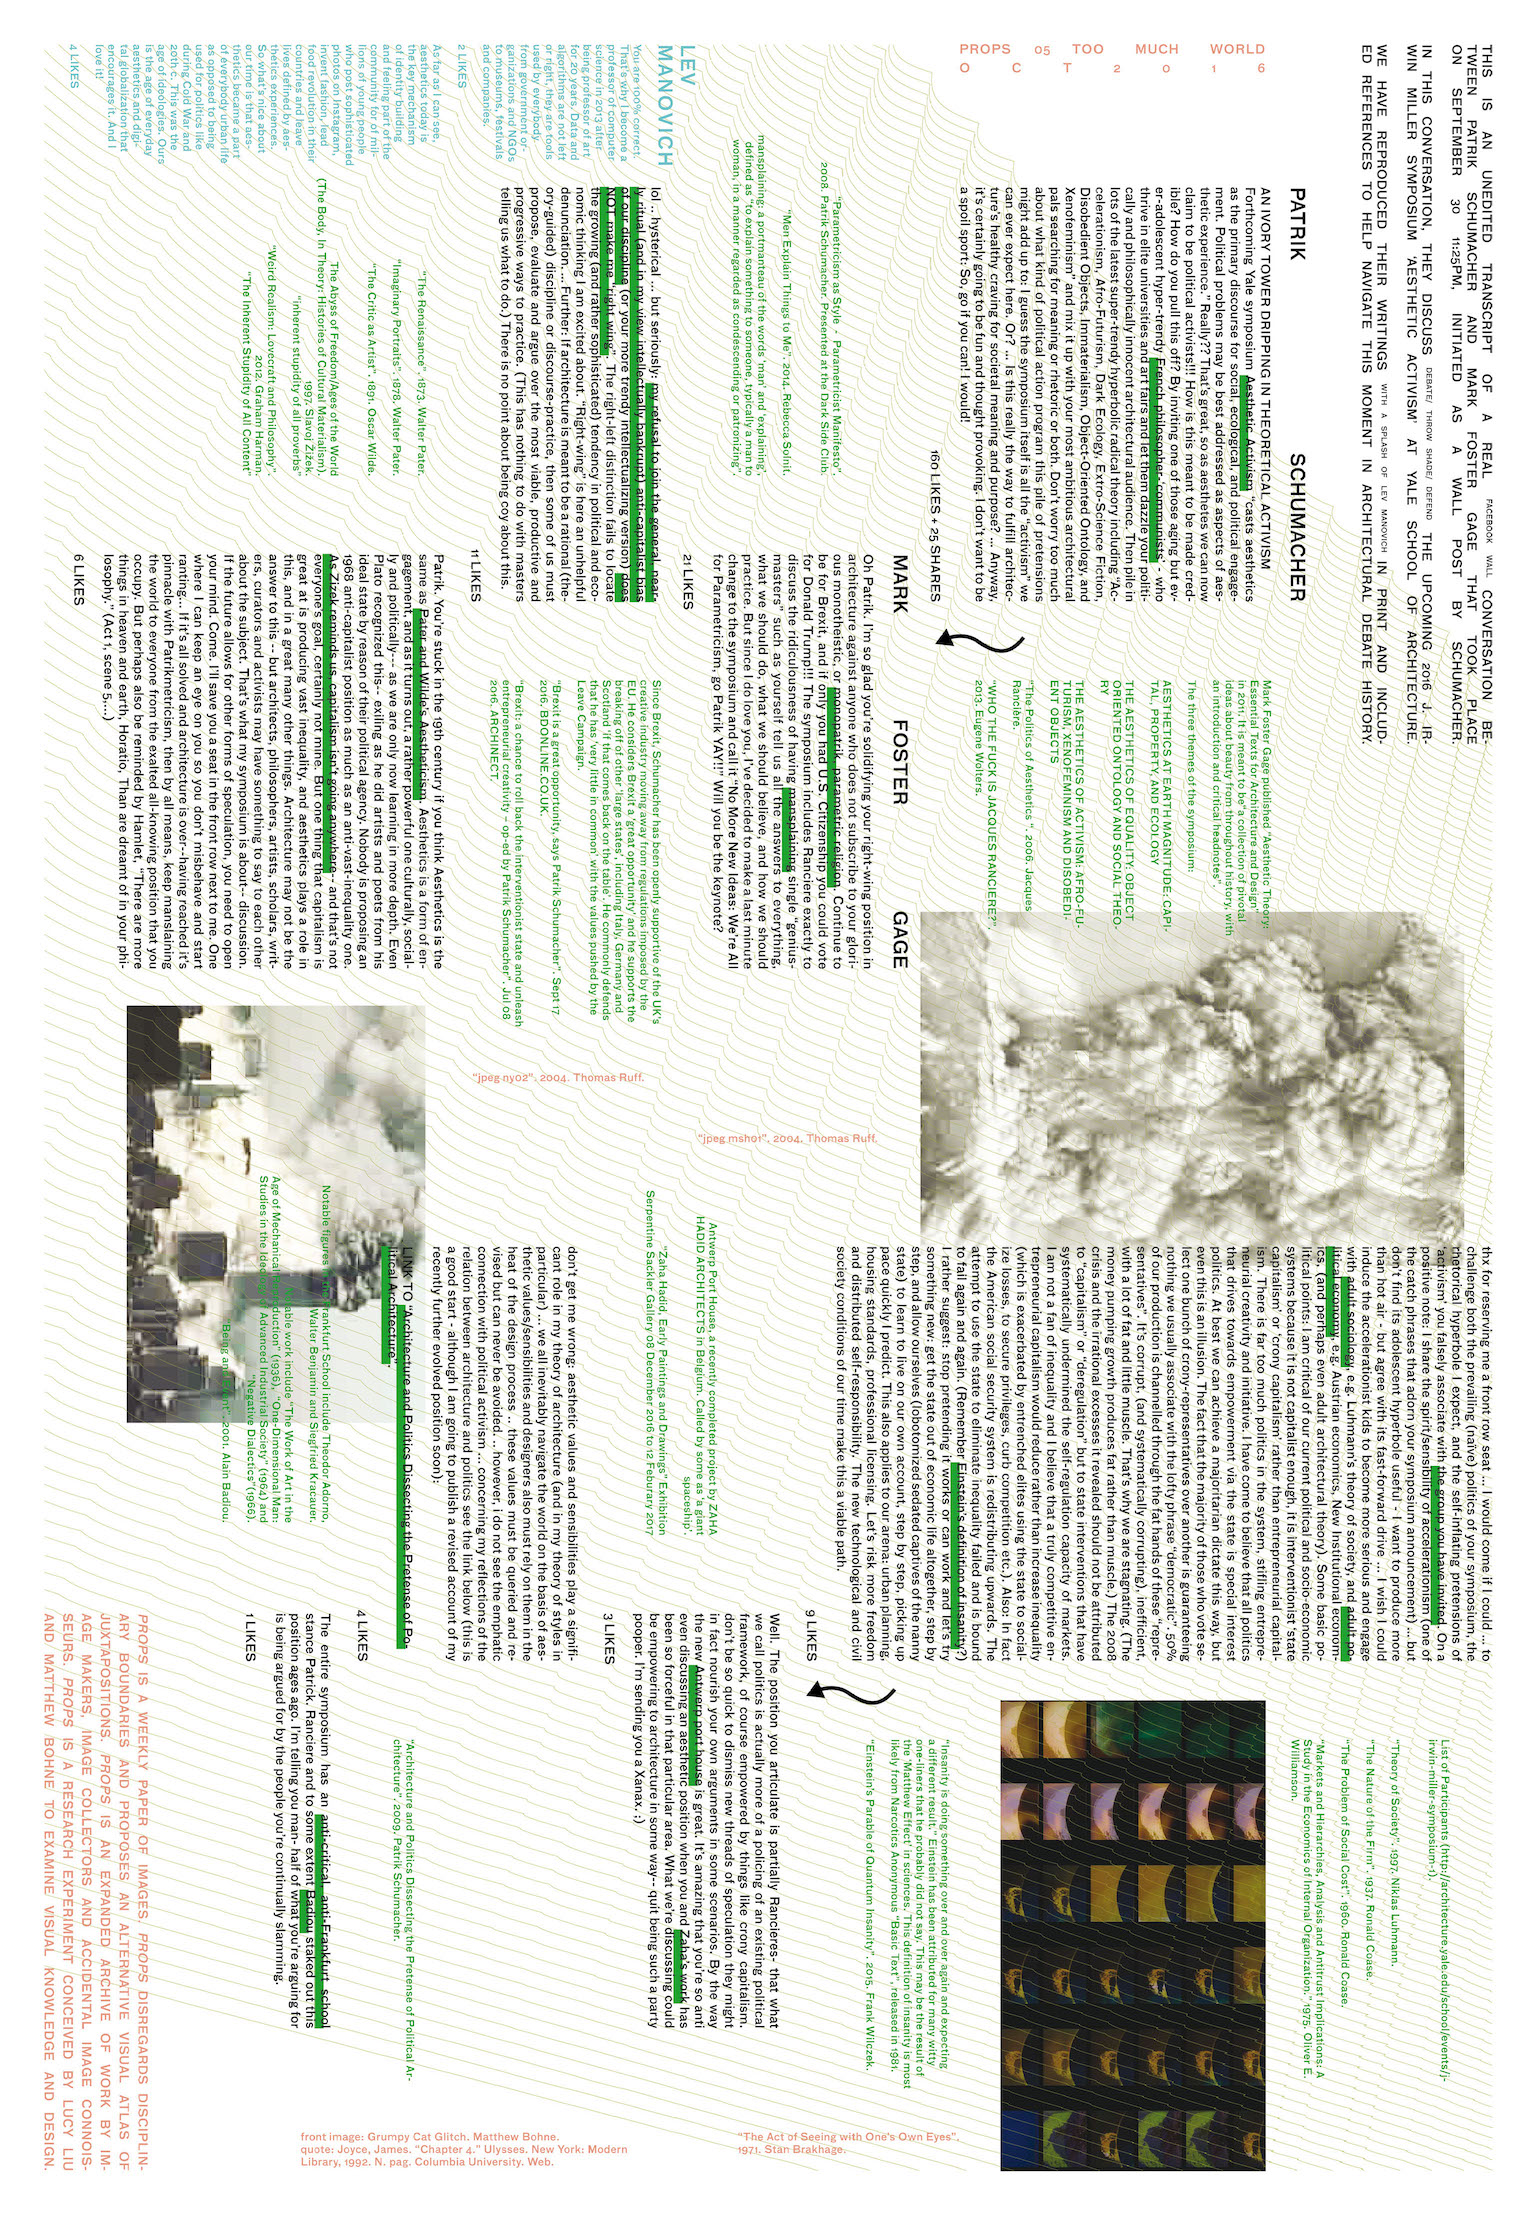 PROPS 05 TOO MUCH WORLD
OCT 2016
THIS IS AN UNEDITED TRANSCRIPT OF A REAL FACEBOOK WALL CONVERSATION BE-
TWEEN PATRIK SCHUMACHER AND MARK FOSTER GAGE THAT TOOK PLACE
ON SEPTEMBER 30 11:25PM, INITIATED AS A WALL POST BY SCHUMACHER.
IN THIS CONVERSATION, THEY DISCUSS DEBATE/ THROW SHADE/ DEFEND THE UPCOMING 2016 J. IR-
WIN MILLER SYMPOSIUM 'AESTHETIC ACTIVISM' AT YALE SCHOOL OF ARCHITECTURE.
WE HAVE REPRODUCED THEIR WRITINGS WITH A SPLASH OF LEV MANOVICH IN PRINT AND INCLUD-
ED REFERENCES TO HELP NAVIGATE THIS MOMENT IN ARCHITECTURAL DEBATE HISTORY.
PATRIK SCHUMACHER
AN IVORY TOWER DRIPPING IN THEORETICAL ACTIVISM
Forthcoming Yale symposium Aesthetic Activism "casts aesthetics
as the primary discourse for social, ecological, and political engage-
ment. Political problems may be best addressed as aspects of aes-
thetic experience." Really?? That's great, so as aesthetes we can now
claim to be political activists!!! How is this meant to be made cred-
ible? How do you pull this off? By inviting one of those aging but ev-
er-adolescent hyper-trendy French philosopher-'communists' - who
thrive in elite universities and art fairs and let them dazzle your politi-
cally and philosophically innocent architectural audience. Then pile in
lots of the latest super-trendy hyperbolic radical theory including "Ac-
celerationism, Afro-Futurism, Dark Ecology, Extro-Science Fiction,
Disobedient Objects, Immaterialism, Object-Oriented Ontology, and
Xenofeminism" and mix it up with your most ambitious architectural
pals searching for meaning or rhetoric or both. Don't worry too much
about what kind of political action program this pile of pretensions
might add up to: I guess the symposium itself is all the "activism" we
can ever expect here. Or? ... Is this really the way to fulfill architec-
ture's healthy craving for societal meaning and purpose? ... Anyway,
it's certainly going to be fun and thought provoking. I don't want to be
a spoil sport: So, go if you can! I would!
160 LIKES + 25 SHARES
Mark Foster Gage published "Aesthetic Theory:
Essential Texts for Architecture and Design"
in 2011. It is meant to be "a collection of pivotal
ideas about beauty from throughout history, with
an introduction and critical headnotes".
The three themes of the symposium:
AESTHETICS AT EARTH MAGNITUDE: CAPI-
TAL, PROPERTY, AND ECOLOGY
THE AESTHETICS OF EQUALITY: OBJECT
ORIENTED ONTOLOGY AND SOCIAL THEO-
RY
THE AESTHETICS OF ACTIVISM: AFRO-FU-
TURISM, XENOFEMINISM AND DISOBEDI-
ENT OBJECTS
"The Politics of Aesthetics". 2006. Jacques
Rancière.
"WHO THE FUCK IS JACQUES RANCIERE?".
2013. Eugene Wolters.
MARK FOSTER GAGE
Oh Patrik. I'm so glad you're solidifying your right-wing position in
architecture against anyone who does not subscribe to your glori-
ous monotheistic, or monopatrik, parametric religion. Continue to
be for Brexit, and if only you had U.S. Citizenship you could vote
for Donald Trump!!! The symposium includes Ranciere exactly to
discuss the ridiculousness of having mansplaining single "genius-
masters" such as yourself tell us all the answers to everything,
what we should do, what we should believe, and how we should
practice. But since I do love you, I've decided to make a last minute
change to the symposium and call it "No More New Ideas: We're All
for Parametricism, go Patrik YAY!!!" Will you be the keynote?
21 LIKES
"Parametricism as Style - Parametricist Manifesto".
2008. Patrik Schumacher. Presented at the Dark Side Club.
"Men Explain Things to Me". 2014. Rebecca Solnit.
mansplaining: a portmanteau of the words 'man' and 'explaining',
defined as "to explain something to someone, typically a man to
woman, in a manner regarded as condescending or patronizing".
Since Brexit, Schumacher has been openly supportive of the UK's
creative industry moving away from regulations imposed by the
EU. He considers Brexit a 'great opportunity' and he supports the
breaking off of other 'large states', including Italy, Germany and
Scotland 'if that comes back on the table'. He commonly defends
that he has 'very little in common' with the values pushed by the
Leave Campaign.
"Brexit is a great opportunity, says Patrik Schumacher". Sept 17
2016. BDONLINE.CO.UK.
"Brexit: a chance to roll back the interventionist state and unleash
entrepreneurial creativity – op-ed by Patrik Schumacher". Jul 08
2016. ARCHINECT.
lol .. hysterical ... but seriously: my refusal to join the general, near-
ly ritual (and in my view intellectually bankrupt) anti-capitalist bias
of our discipline (or your more trendy intellectualizing version) does
NOT make me "right wing". The right-left distinction fails to locate
the growing (and rather sophisticated) tendency in political and eco-
nomic thinking I am excited about. "Right-wing" is here an unhelpful
denunciation....Further: If architecture is meant to be a rational (the-
ory-guided) discipline or discourse-practice, then some of us must
propose, evaluate and argue over the most viable, productive and
progressive ways to practice. (This has nothing to do with masters
telling us what to do.) There is no point about being coy about this.
11 LIKES
LEV MANOVICH
You are 100% correct.
That's why I become a
professor of computer
science in 2013 after
being professor of art
for 20 years. Data and
algorithms are not left
or right, they are tools
used by everybody
from government or-
ganizations and NGOs
to museums, festivals
and companies.
2 LIKES
As far as I can see,
aesthetics today is
the key mechanism
of identity building
and feeling part of the
community for of mil-
lions of young people
who post sophisticated
photos on Instagram,
invent fashion, lead
food revolution in their
countries and leave
lives defined by aes-
thetics experiences.
So what's nice about
our time is that aes-
thetics became a part
of everybody urban life
as opposed to being
used for politics like
during Cold War and
20th c. This was the
age of ideologies. Ours
is the age of everyday
aesthetics and digi-
tal globalization that
encourages it. And I
love it!
4 LIKES
"The Renaissance". 1873. Walter Pater.
"Imaginary Portraits". 1878. Walter Pater.
"The Critic as Artist". 1891. Oscar Wilde.
The Abyss of Freedom/Ages of the World
(The Body, In Theory: Histories of Cultural Materialism).
1997. Slavoj Žižek.
"inherent stupidity of all proverbs"
"Weird Realism: Lovecraft and Philosophy".
2012. Graham Harman.
"The Inherent Stupidity of All Content"
Patrik. You're stuck in the 19th century if you think Aesthetics is the
same as Pater and Wilde's Aestheticism. Aesthetics is a form of en-
gagement, and as it turns out, a rather powerful one culturally, social-
ly and politically--- as we are only now learning in more depth. Even
Plato recognized this-- exiling as he did artists and poets from his
ideal state by reason of their political agency. Nobody is proposing an
1968 anti-capitalist position as much as an anti-vast-inequality one.
As Zizek reminds us, capitalism isn't going anywhere-- and that's not
everyone's goal, certainly not mine. But one thing that capitalism is
great at is producing vast inequality, and aesthetics plays a role in
this, and in a great many other things. Architecture may not be the
answer to this -- but architects, philosophers, artists, scholars, writ-
ers, curators and activists may have something to say to each other
about the subject. That's what my symposium is about-- discussion.
If the future allows for other forms of speculation, you need to open
your mind. Come. I'll save you a seat in the front row next to me. One
where I can keep an eye on you so you don't misbehave and start
ranting... If it's all solved and architecture is over--having reached it's
pinnacle with Patrikmetricism, then by all means, keep manslaining
the world to everyone from the exalted all-knowing position that you
occupy. But perhaps also be reminded by Hamlet, "There are more
things in heaven and earth, Horatio, Than are dreamt of in your phi-
losophy." (Act 1, scene 5....)
6 LIKES
"jpeg ny02". 2004. Thomas Ruff.
"jpeg msh01". 2004. Thomas Ruff.
thx for reserving me a front row seat ... I would come if I could ... to
challenge both the prevailing (naïve) politics of your symposium, the
rhetorical hyperbole I expect, and the self-inflating pretensions of
'activism' you falsely associate with the group you have invited. On a
positive note: I share the spirit/sensibility of accelerationism (one of
the catch phrases that adorn your symposium announcement) ... but
don't find its adolescent hyperbole useful - I want to produce more
than hot air - but agree with its fast-forward drive ... I wish I could
induce the accelerationist kids to become more serious and engage
with adult sociology, e.g. Luhmann's theory of society, and adult po-
litical economy, e.g. Austrian economics, New Institutional econom-
ics, (and perhaps even adult architectural theory). Some basic po-
litical points: I am critical of our current political and socio-economic
systems because it is not capitalist enough, it is interventionist 'state
capitalism' or 'crony capitalism' rather than entrepreneurial capital-
ism. There is far too much politics in the system, stifling entrepre-
neurial creativity and initiative. I have come to believe that all politics
that drives towards empowerment via the state is special interest
politics. At best we can achieve a majoritarian dictate this way, but
even this is an illusion. The fact that the majority of those who vote se-
lect one bunch of crony-representatives over another is guaranteeing
nothing we usually associate with the lofty phrase "democratic". 50%
of our production is channelled through the fat hands of these "repre-
sentatives". It's corrupt, (and systematically corrupting), inefficient,
with a lot of fat and little muscle. That's why we are stagnating. (The
money pumping growth more fat rather than muscle.) The 2008
crisis and the irrational excesses it revealed should not be attributed
to "capitalism" or "deregulation" but to state interventions that have
systematically undermined the self-regulation capacity of markets.
I am not a fan of inequality and I believe that a truly competitive en-
trepreneurial capitalism would reduce rather than increase inequality
(which is exacerbated by entrenched elites using the state to social-
ize losses, to secure privileges, curb competition etc.). Also: In fact
the American social security system is redistributing upwards. The
attempt to use the state to eliminate inequality failed and is bound
to fail again and again. (Remember Einstein's definition of insanity?)
I rather suggest: stop pretending it works or can work and let's try
something new: get the state out of economic life altogether, step by
step, and allow ourselves (lobotomized sedated captives of the nanny
state) to learn to live on our own account, step by step, picking up
pace quickly I predict. This also applies to our arena: urban planning,
housing standards, professional licensing. Let's risk more freedom
and distributed self-responsibility. The new technological and civil
society conditions of our time make this a viable path.
9 LIKES
List of Participants (http://architecture.yale.edu/school/events/j-
irwin-miller-symposium-1).
"Theory of Society". 1997. Niklas Luhmann.
"The Nature of the Firm". 1937. Ronald Coase.
"The Problem of Social Cost". 1960. Ronald Coase.
"Markets and Hierarchies, Analysis and Antitrust Implications: A
Study in the Economics of Internal Organization." 1975. Oliver E.
Williamson.
"Insanity is doing something over and over again and expecting
a different result." Einstein has been attributed for many witty
one-liners that he probably did not say. This may be the result of
the 'Matthew Effect' in sciences. This definition of insanity is most
likely from Narcotics Anonymous "Basic Text", released in 1981.
"Einstein's Parable of Quantum Insanity". 2015. Frank Wilczek.
Well. The position you articulate is partially Rancieres- that what
we call politics is actually more of a policing of an existing political
framework, of course empowered by things like crony capitalism.
don't be so quick to dismiss new threads of speculation they might
in fact nourish your own arguments in some scenarios. By the way
the new Antwerp port house is great. It's amazing that you're so anti
even discussing an aesthetic position when you and Zaha's work has
been so forceful in that particular area. What we're discussing could
be empowering to architecture in some way-- quit being such a party
pooper. I'm sending you a Xanax. ;)
3 LIKES
Antwerp Port House, a recently completed project by ZAHA
HADID ARCHITECTS in Belgium. Called by some as 'a giant
spaceship'.
"Zaha Hadid, Early Paintings and Drawings" Exhibition
Serpentine Sackler Gallery 08 December 2016 to 12 Feburary 2017
don't get me wrong: aesthetic values and sensibilities play a signifi-
cant role in my theory of architecture (and in my theory of styles in
particular) ... we all inevitably navigate the world on the basis of aes-
thetic values/sensibilities and designers also must rely on them in the
heat of the design process .. these values must be queried and re-
vised but can never be avoided. ... however, i do not see the emphatic
connection with political activism ... concerning my reflections of the
relation between architecture and politics see the link below (this is
a good start - although I am going to publish a revised account of my
recently further evolved position soon):
LINK TO "Architecture and Politics Dissecting the Pretense of Po-
litical Architecture".
4 LIKES
"Architecture and Politics Dissecting the Pretense of Political Ar-
chitecture". 2009. Patrik Schumacher.
The entire symposium has an anti-critical, anti-Frankfurt school
stance Patrick. Ranciere and to some extent Badiou, staked out this
position ages ago. I'm telling you man- half of what you're arguing for
is being argued for by the people you're continually slamming.
1 LIKES
Notable figures in the Frankfurt School include Theodor Adorno,
Walter Benjamin and Siegfried Kracauer.
Notable work include "The Work of Art in the
Age of Mechanical Reproduction" (1936), "One-Dimensional Man:
Studies in the Ideology of Advanced Industrial Society" (1964) and
"Negative Dialectics" (1966).
"Being and Event". 2001. Alain Badiou.
"The Act of Seeing with One's Own Eyes".
1971. Stan Brakhage.
front image: Grumpy Cat Glitch. Matthew Bohne.
quote: Joyce, James. "Chapter 4." Ulysses. New York: Modern
Library, 1992. N. pag. Columbia University. Web.
PROPS IS A WEEKLY PAPER OF IMAGES. PROPS DISREGARDS DISCIPLIN-
ARY BOUNDARIES AND PROPOSES AN ALTERNATIVE VISUAL ATLAS OF
JUXTAPOSITIONS. PROPS IS AN EXPANDED ARCHIVE OF WORK BY IM-
AGE MAKERS, IMAGE COLLECTORS AND ACCIDENTAL IMAGE CONNOIS-
SEURS. PROPS IS A RESEARCH EXPERIMENT CONCEIVED BY LUCY LIU
AND MATTHEW BOHNE TO EXAMINE VISUAL KNOWLEDGE AND DESIGN.